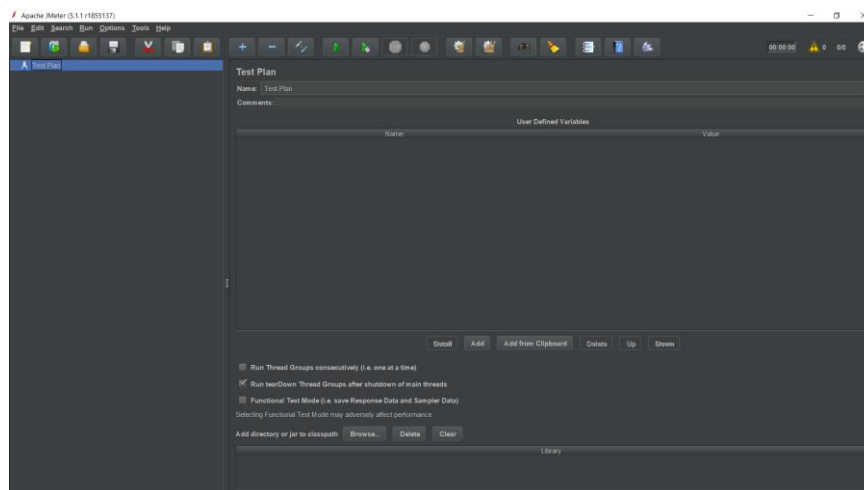 Apache JMeter (5.1.1 r1855137)
File Edit Search Run Options Tools Help
00:00:00 0 0/0
Test Plan
Test Plan
Name: Test Plan
Comments:
User Defined Variables
Name: Value
Detail Add Add from Clipboard Delete Up Down
Run Thread Groups consecutively (i.e. one at a time)
Run tearDown Thread Groups after shutdown of main threads
Functional Test Mode (i.e. save Response Data and Sampler Data)
Selecting Functional Test Mode may adversely affect performance.
Add directory or jar to classpath Browse... Delete Clear
Library